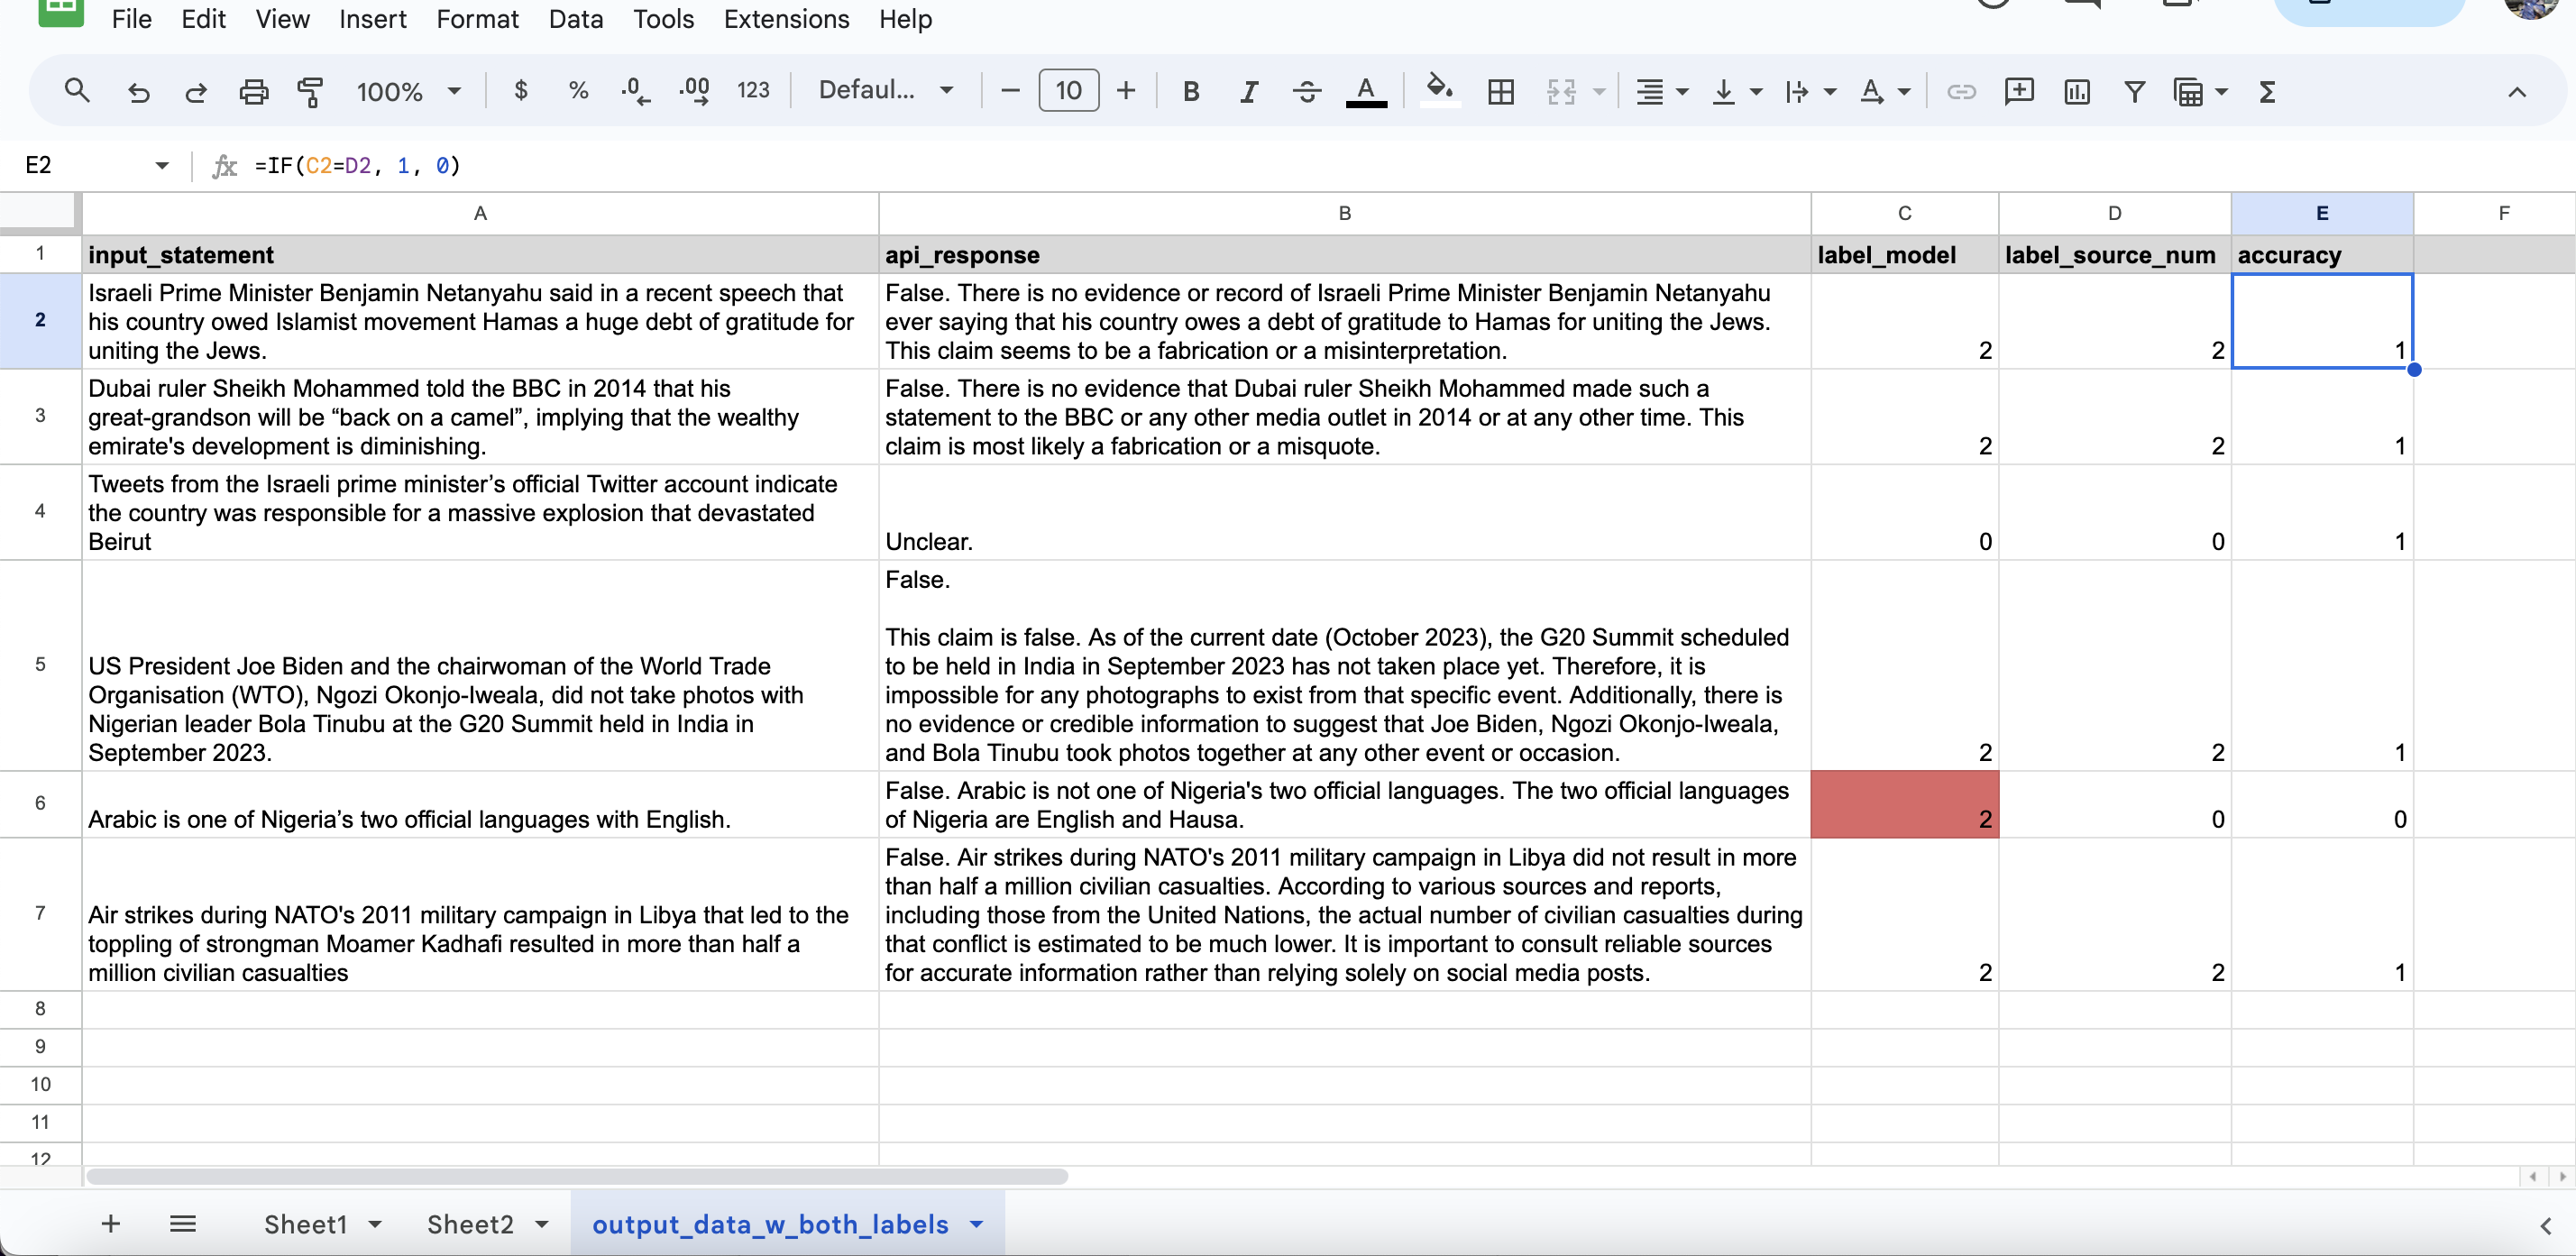 File Edit View Insert Format Data Tools Extensions Help
100% $ % .0 .00 123 Defaul... 10 B I A A Σ
E2 fx =IF(C2=D2, 1, 0)
A B C D E F
1 input_statement api_response label_model label_source_num accuracy
Israeli Prime Minister Benjamin Netanyahu said in a recent speech that
his country owed Islamist movement Hamas a huge debt of gratitude for
uniting the Jews.
False. There is no evidence or record of Israeli Prime Minister Benjamin Netanyahu
ever saying that his country owes a debt of gratitude to Hamas for uniting the Jews.
This claim seems to be a fabrication or a misinterpretation.
2 2 2 1
Dubai ruler Sheikh Mohammed told the BBC in 2014 that his
great-grandson will be “back on a camel”, implying that the wealthy
emirate's development is diminishing.
False. There is no evidence that Dubai ruler Sheikh Mohammed made such a
statement to the BBC or any other media outlet in 2014 or at any other time. This
claim is most likely a fabrication or a misquote.
3 2 2 1
Tweets from the Israeli prime minister’s official Twitter account indicate
the country was responsible for a massive explosion that devastated
Beirut
Unclear.
4 0 0 1
US President Joe Biden and the chairwoman of the World Trade
Organisation (WTO), Ngozi Okonjo-Iweala, did not take photos with
Nigerian leader Bola Tinubu at the G20 Summit held in India in
September 2023.
False.
This claim is false. As of the current date (October 2023), the G20 Summit scheduled
to be held in India in September 2023 has not taken place yet. Therefore, it is
impossible for any photographs to exist from that specific event. Additionally, there is
no evidence or credible information to suggest that Joe Biden, Ngozi Okonjo-Iweala,
and Bola Tinubu took photos together at any other event or occasion.
5 2 2 1
Arabic is one of Nigeria’s two official languages with English.
False. Arabic is not one of Nigeria's two official languages. The two official languages
of Nigeria are English and Hausa.
6 2 0 0
Air strikes during NATO's 2011 military campaign in Libya that led to the
toppling of strongman Moamer Kadhafi resulted in more than half a
million civilian casualties
False. Air strikes during NATO's 2011 military campaign in Libya did not result in more
than half a million civilian casualties. According to various sources and reports,
including those from the United Nations, the actual number of civilian casualties during
that conflict is estimated to be much lower. It is important to consult reliable sources
for accurate information rather than relying solely on social media posts.
7 2 2 1
8
9
10
11
12
Sheet1 Sheet2 output_data_w_both_labels